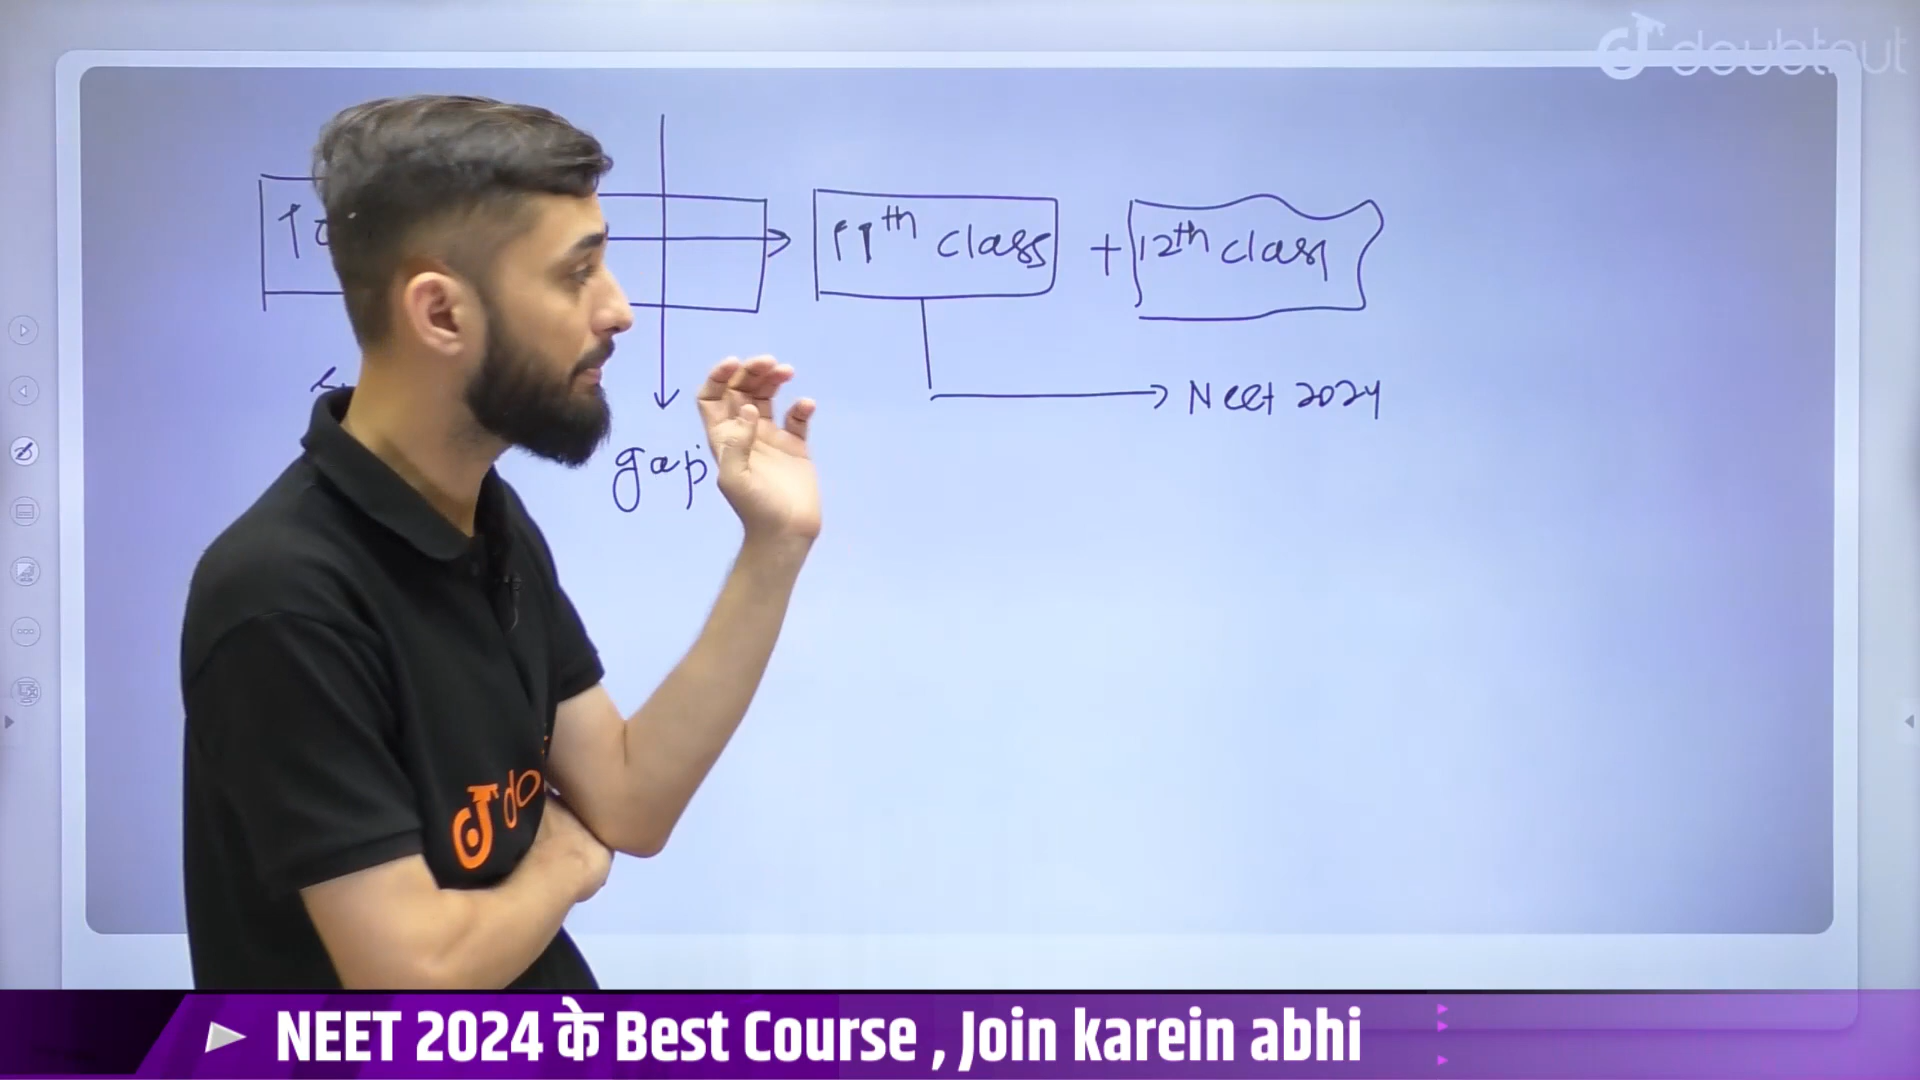 doubtnut
11th class + 12th class
Neet 2024
gap
NEET 2024 के Best Course , Join karein abhi